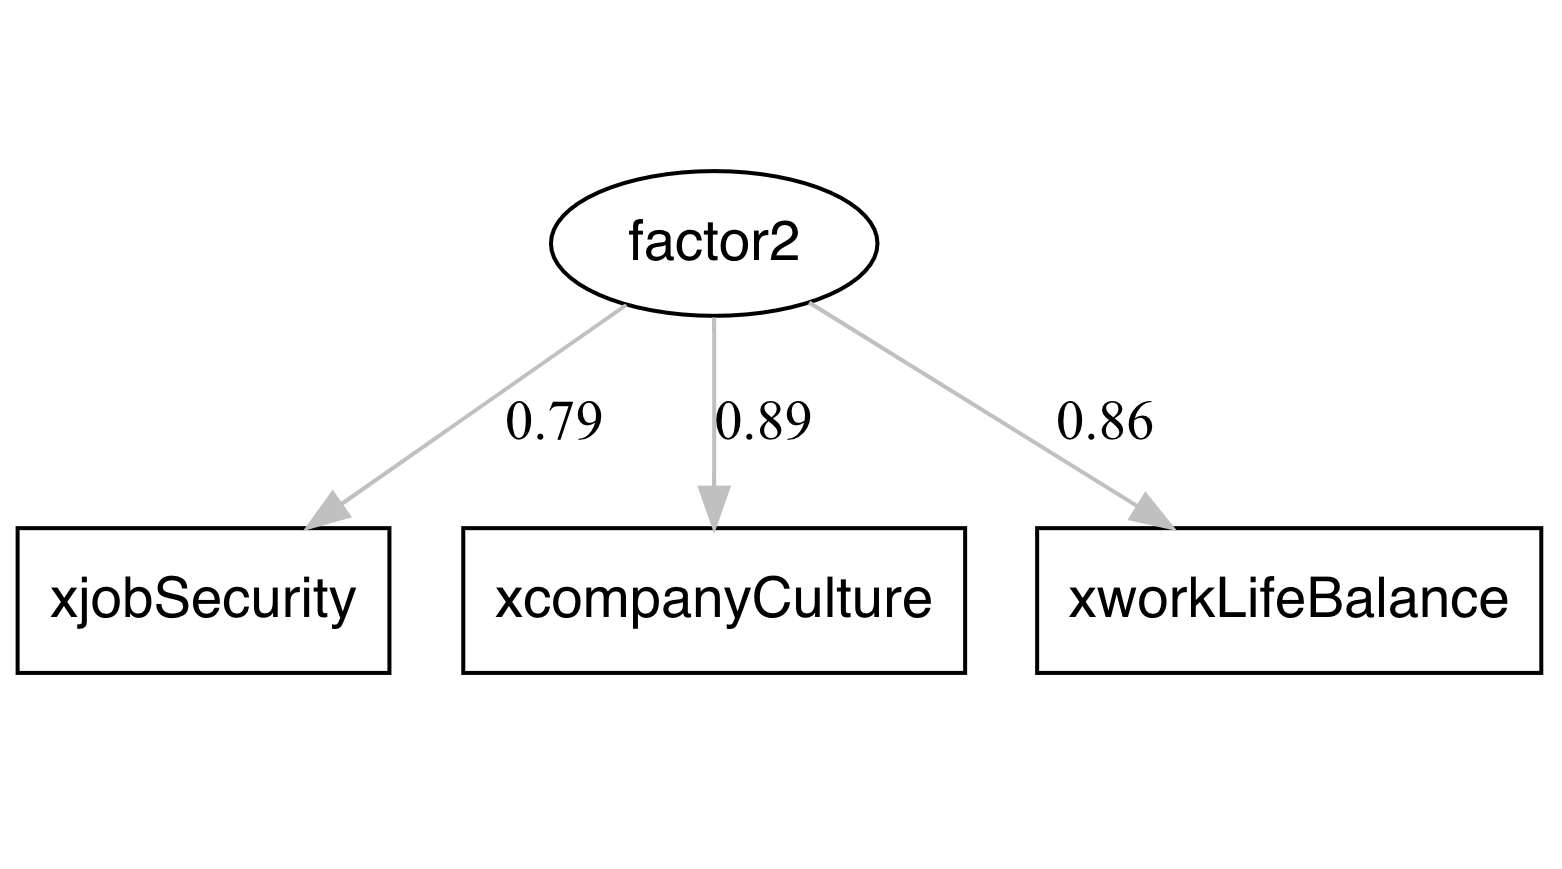 factor2
0.79
0.89
0.86
xjobSecurity
xcompanyCulture
xworkLifeBalance